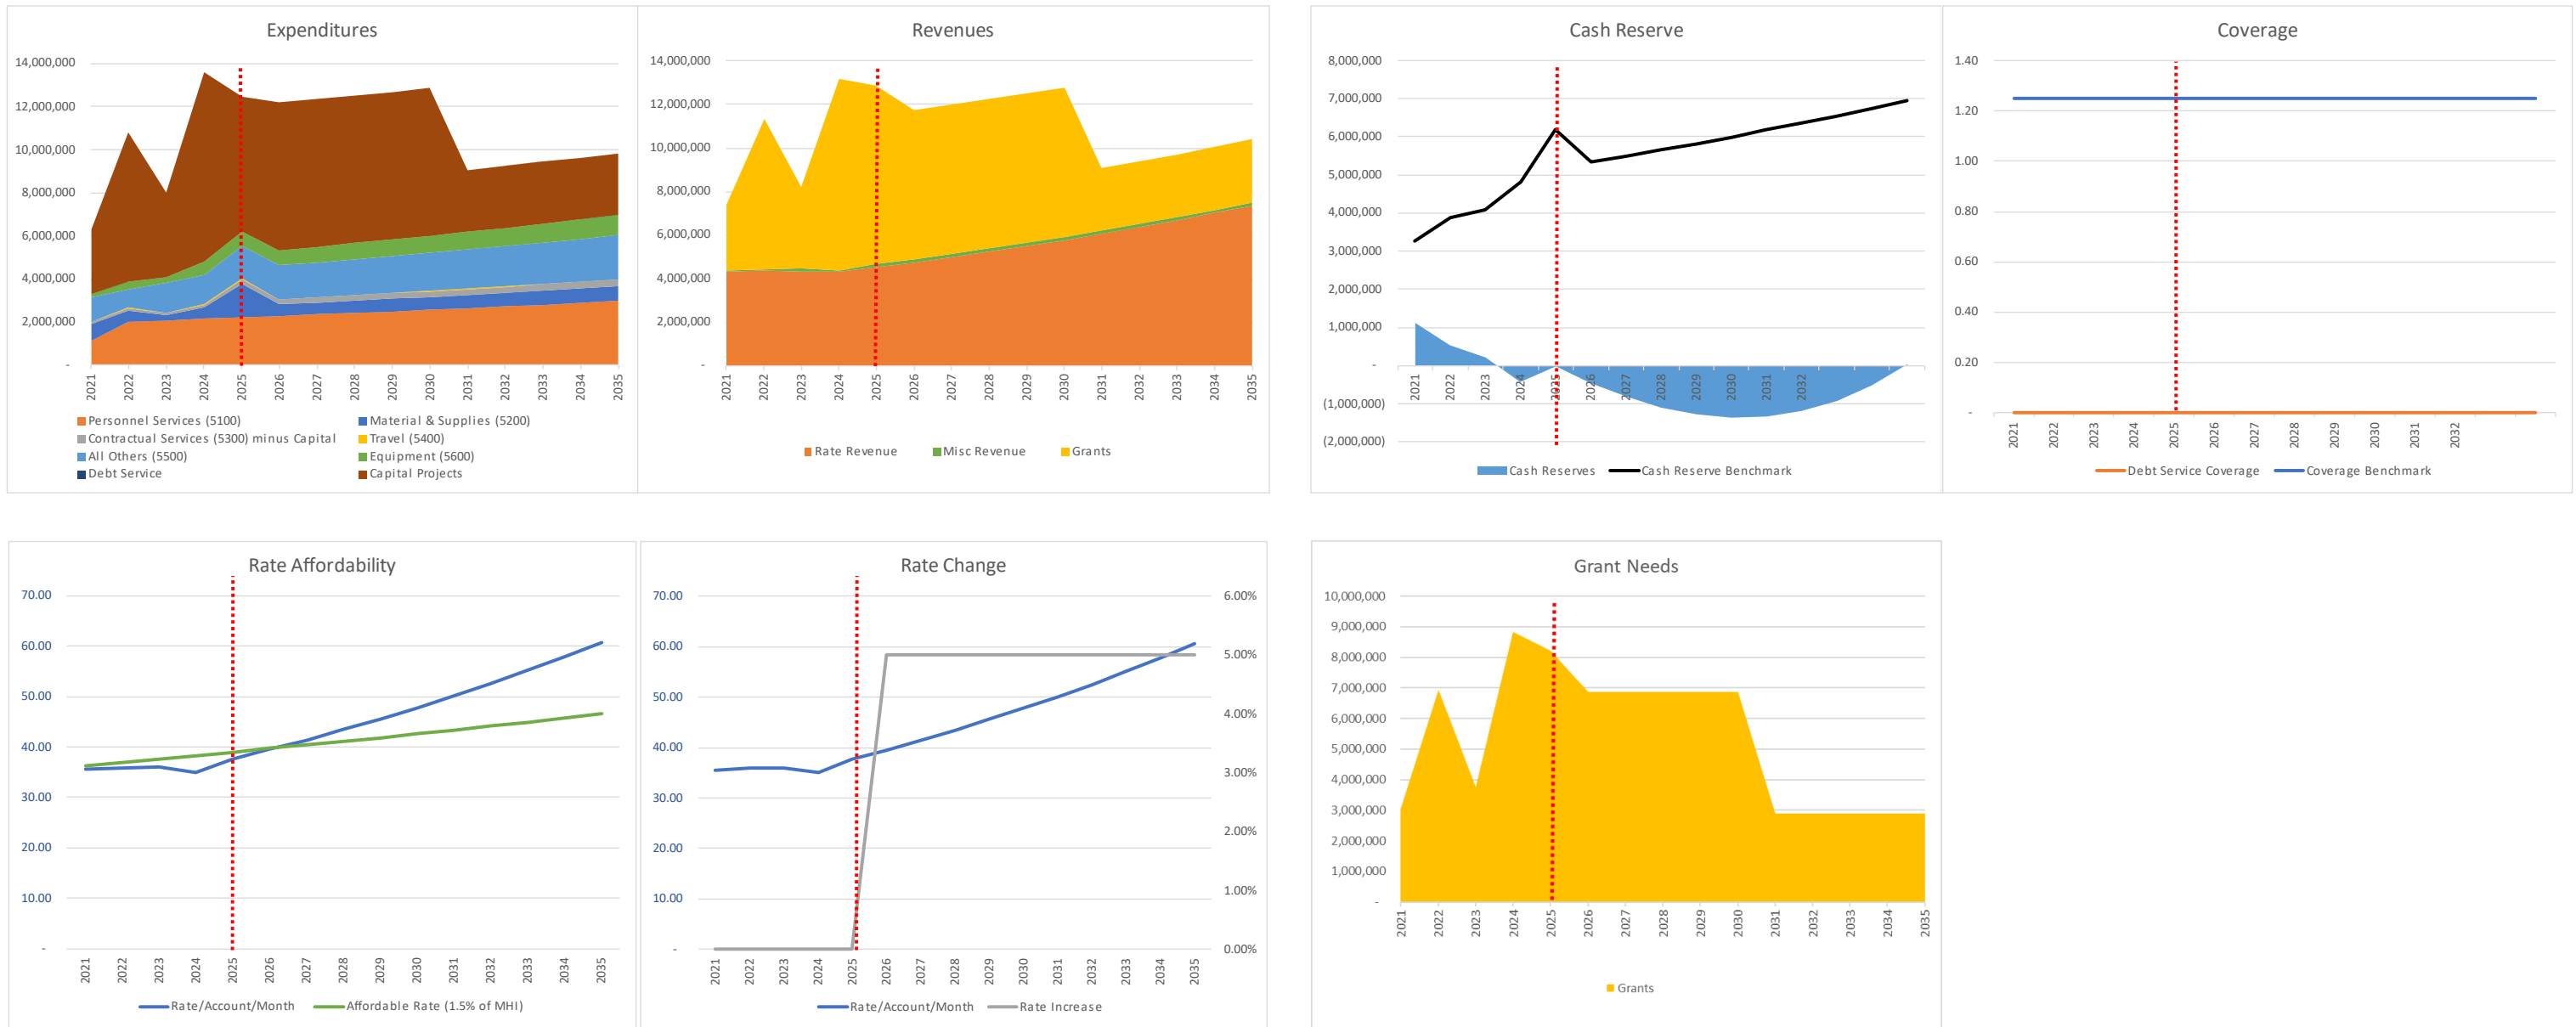 Expenditures
14,000,000
12,000,000
10,000,000
8,000,000
6,000,000
4,000,000
2,000,000
-
2021 2022 2023 2024 2025 2026 2027 2028 2029 2030 2031 2032 2033 2034 2035
Personnel Services (5100) Material & Supplies (5200)
Contractual Services (5300) minus Capital Travel (5400)
All Others (5500) Equipment (5600)
Debt Service Capital Projects
Revenues
14,000,000
12,000,000
10,000,000
8,000,000
6,000,000
4,000,000
2,000,000
-
2021 2022 2023 2024 2025 2026 2027 2028 2029 2030 2031 2032 2033 2034 2035
Rate Revenue Misc Revenue Grants
Cash Reserve
8,000,000
7,000,000
6,000,000
5,000,000
4,000,000
3,000,000
2,000,000
1,000,000
-
(1,000,000)
(2,000,000)
2021 2022 2023 2024 2025 2026 2027 2028 2029 2030 2031 2032
Cash Reserves Cash Reserve Benchmark
Coverage
1.40
1.20
1.00
0.80
0.60
0.40
0.20
-
2021 2022 2023 2024 2025 2026 2027 2028 2029 2030 2031 2032
Debt Service Coverage Coverage Benchmark
Rate Affordability
70.00
60.00
50.00
40.00
30.00
20.00
10.00
-
2021 2022 2023 2024 2025 2026 2027 2028 2029 2030 2031 2032 2033 2034 2035
Rate/Account/Month Affordable Rate (1.5% of MHI)
Rate Change
70.00
60.00
50.00
40.00
30.00
20.00
10.00
-
6.00%
5.00%
4.00%
3.00%
2.00%
1.00%
0.00%
2021 2022 2023 2024 2025 2026 2027 2028 2029 2030 2031 2032 2033 2034 2035
Rate/Account/Month Rate Increase
Grant Needs
10,000,000
9,000,000
8,000,000
7,000,000
6,000,000
5,000,000
4,000,000
3,000,000
2,000,000
1,000,000
-
2021 2022 2023 2024 2025 2026 2027 2028 2029 2030 2031 2032 2033 2034 2035
Grants